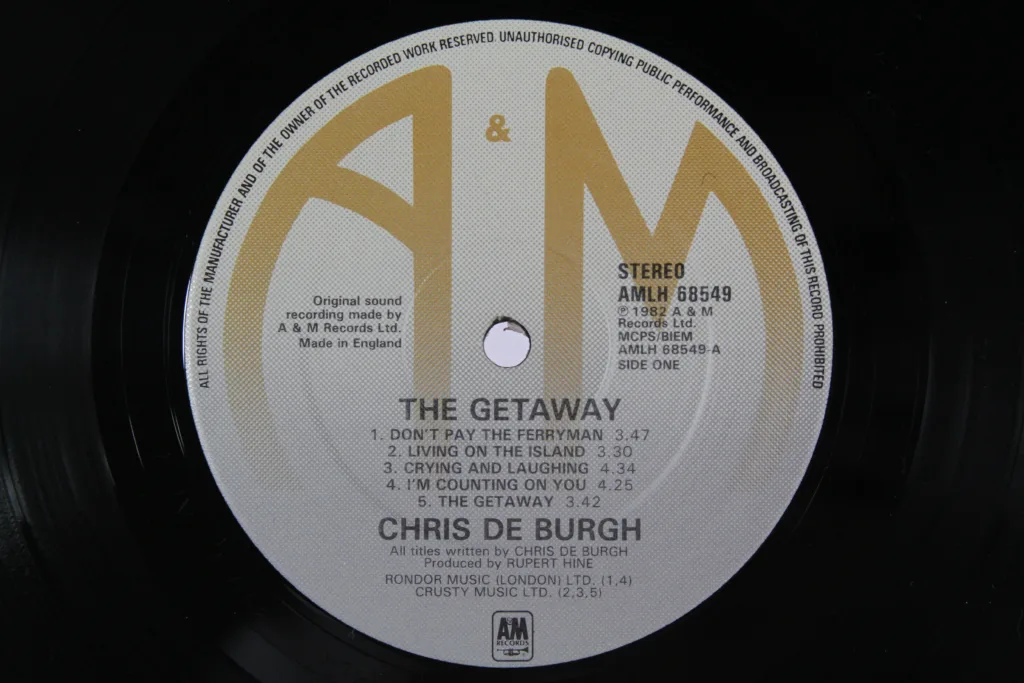 ALL RIGHTS OF THE MANUFACTURER AND OF THE OWNER OF THE RECORDED WORK RESERVED. UNAUTHORISED COPYING PUBLIC PERFORMANCE AND BROADCASTING OF THIS RECORD PROHIBITED
A & M
Original sound
recording made by
A & M Records Ltd.
Made in England
STEREO
AMLH 68549
℗ 1982 A & M
Records Ltd.
MCPS/BIEM
AMLH 68549-A
SIDE ONE
THE GETAWAY
1. DON'T PAY THE FERRYMAN 3.47
2. LIVING ON THE ISLAND 3.30
3. CRYING AND LAUGHING 4.34
4. I'M COUNTING ON YOU 4.25
5. THE GETAWAY 3.42
CHRIS DE BURGH
All titles written by CHRIS DE BURGH
Produced by RUPERT HINE
RONDOR MUSIC (LONDON) LTD. (1,4)
CRUSTY MUSIC LTD. (2,3,5)
AM
RECORDS